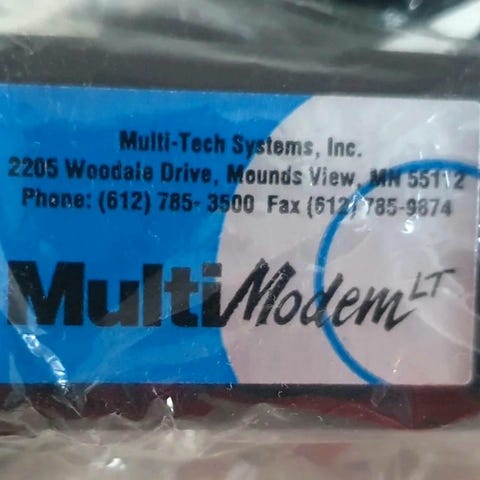 Multi-Tech Systems, Inc.
2205 Woodale Drive, Mounds View, MN 55112
Phone: (612) 785- 3500 Fax (612) 785-9874
MultiModem LT